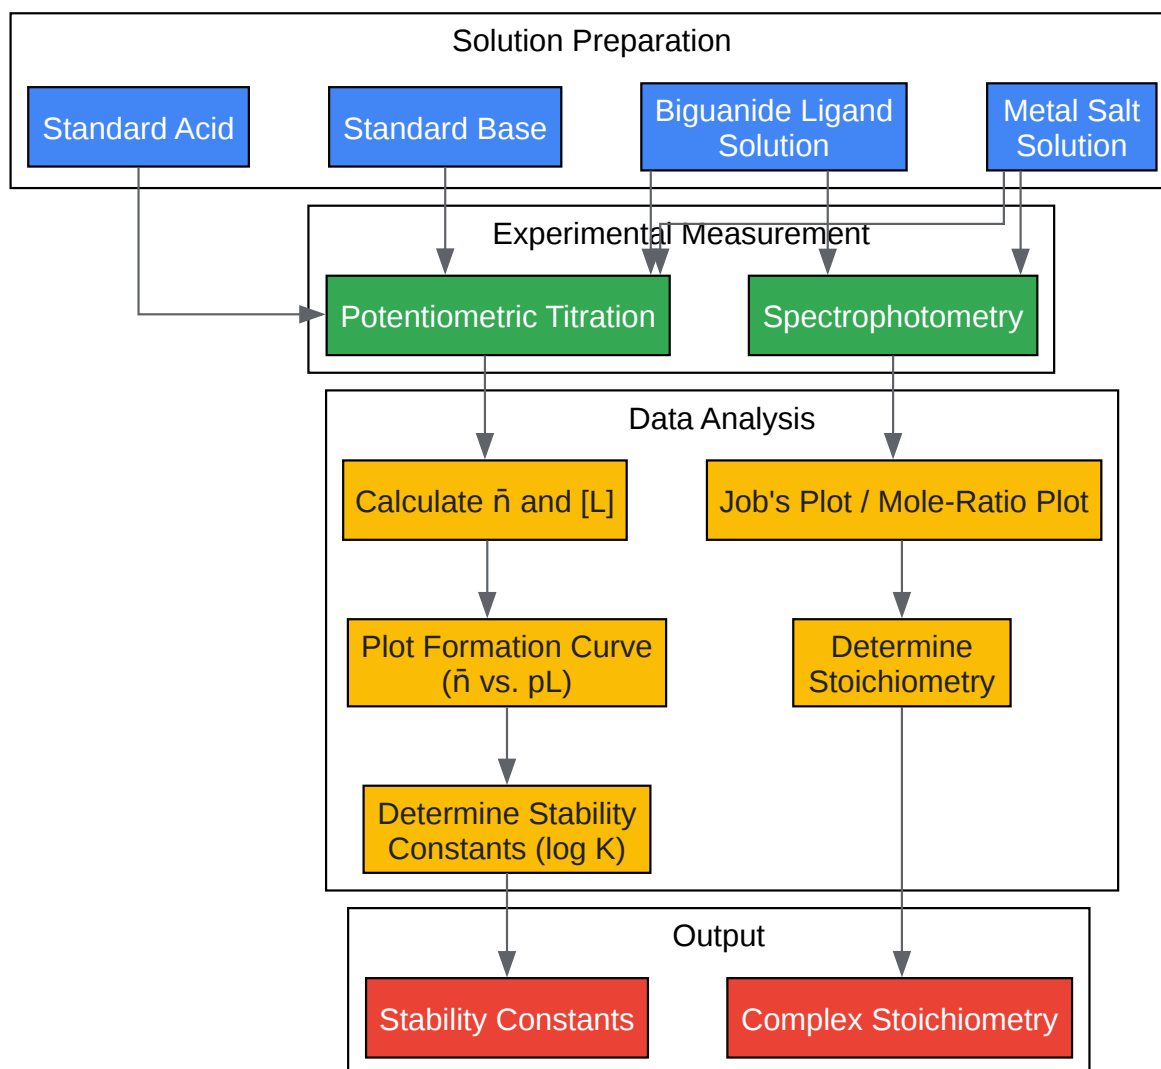 Solution Preparation
Standard Acid
Standard Base
Biguanide Ligand
Solution
Metal Salt
Solution
Experimental Measurement
Potentiometric Titration
Spectrophotometry
Data Analysis
Calculate n̄ and [L]
Job's Plot / Mole-Ratio Plot
Plot Formation Curve
(n̄ vs. pL)
Determine
Stoichiometry
Determine Stability
Constants (log K)
Output
Stability Constants
Complex Stoichiometry